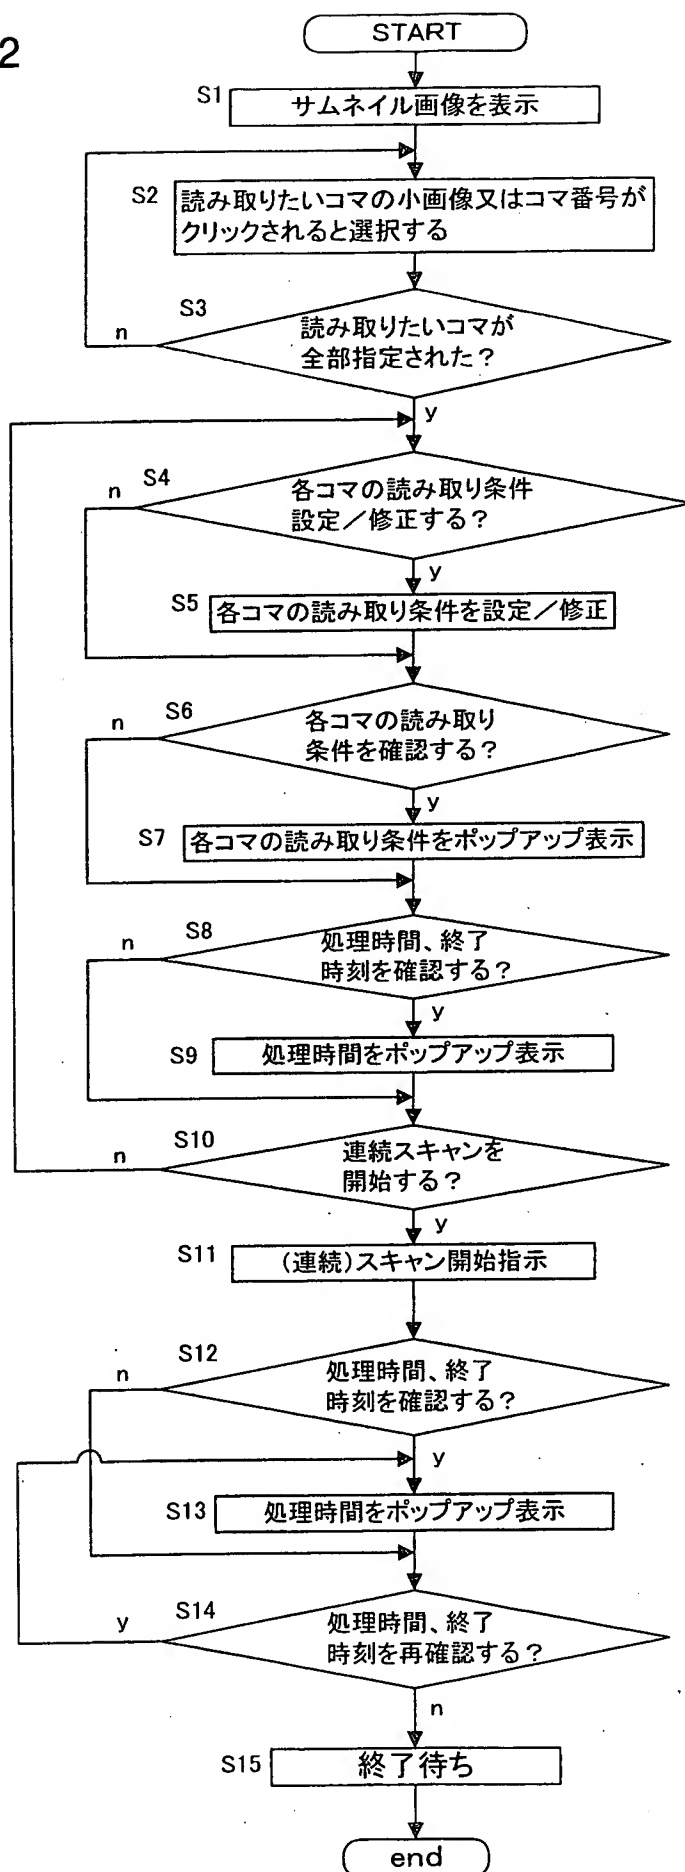 2
START
S1
サムネイル画像を表示
S2
読み取りたいコマの小画像又はコマ番号が
クリックされると選択する
S3
n
読み取りたいコマが
全部指定された?
y
S4
n
各コマの読み取り条件
設定/修正する?
y
S5
各コマの読み取り条件を設定/修正
S6
n
各コマの読み取り
条件を確認する?
y
S7
各コマの読み取り条件をポップアップ表示
S8
n
処理時間、終了
時刻を確認する?
y
S9
処理時間をポップアップ表示
S10
n
連続スキャンを
開始する?
y
S11
(連続)スキャン開始指示
S12
n
処理時間、終了
時刻を確認する?
y
S13
処理時間をポップアップ表示
S14
y
処理時間、終了
時刻を再確認する?
n
S15
終了待ち
end